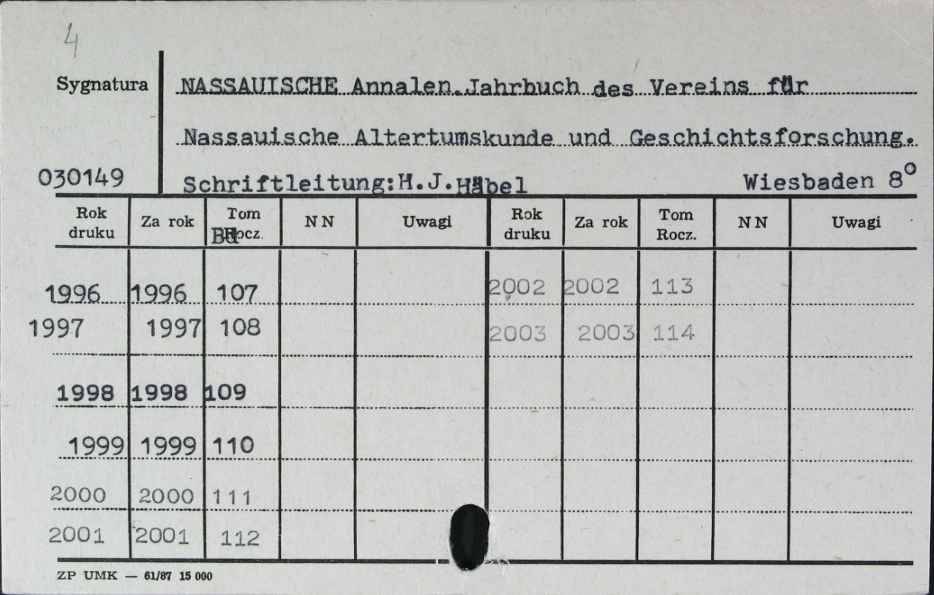 4
Sygnatura NASSAUISCHE Annalen.Jahrbuch des Vereins für
Nassauische Altertumskunde und Geschichtsforschung.
030149 Schriftleitung:H.J.Häbel Wiesbaden 8°
Rok druku Za rok Tom Rocz. NN Uwagi Rok druku Za rok Tom Rocz. NN Uwagi
1996 1996 107 2002 2002 113
1997 1997 108 2003 2003 114
1998 1998 109
1999 1999 110
2000 2000 111
2001 2001 112
ZP UMK — 61/87 15 000